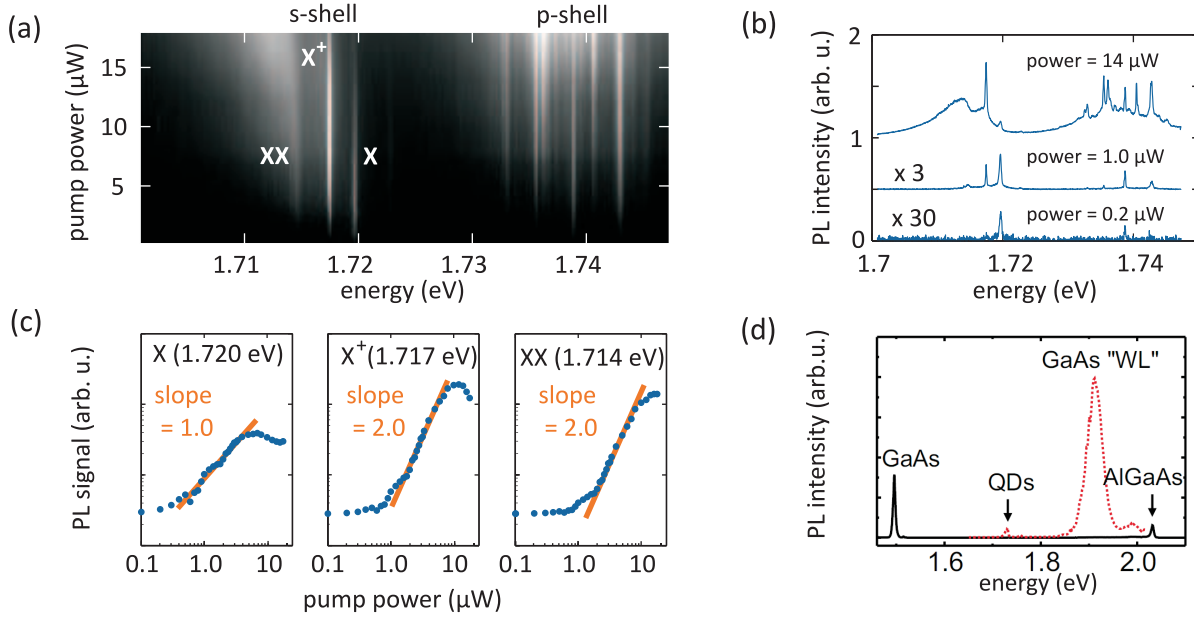 (a)
s-shell
p-shell
X⁺
XX
X
15
10
5
pump power (µW)
1.71
1.72
1.73
1.74
energy (eV)
(b)
2
1
0
PL intensity (arb. u.)
power = 14 µW
x 3
power = 1.0 µW
x 30
power = 0.2 µW
1.7
1.72
1.74
energy (eV)
(c)
PL signal (arb. u.)
X (1.720 eV)
slope
= 1.0
0.1
1.0
10
X⁺(1.717 eV)
slope
= 2.0
0.1
1.0
10
XX (1.714 eV)
slope
= 2.0
0.1
1.0
10
pump power (µW)
(d)
PL intensity (arb.u.)
GaAs "WL"
GaAs
QDs
AlGaAs
1.6
1.8
2.0
energy (eV)